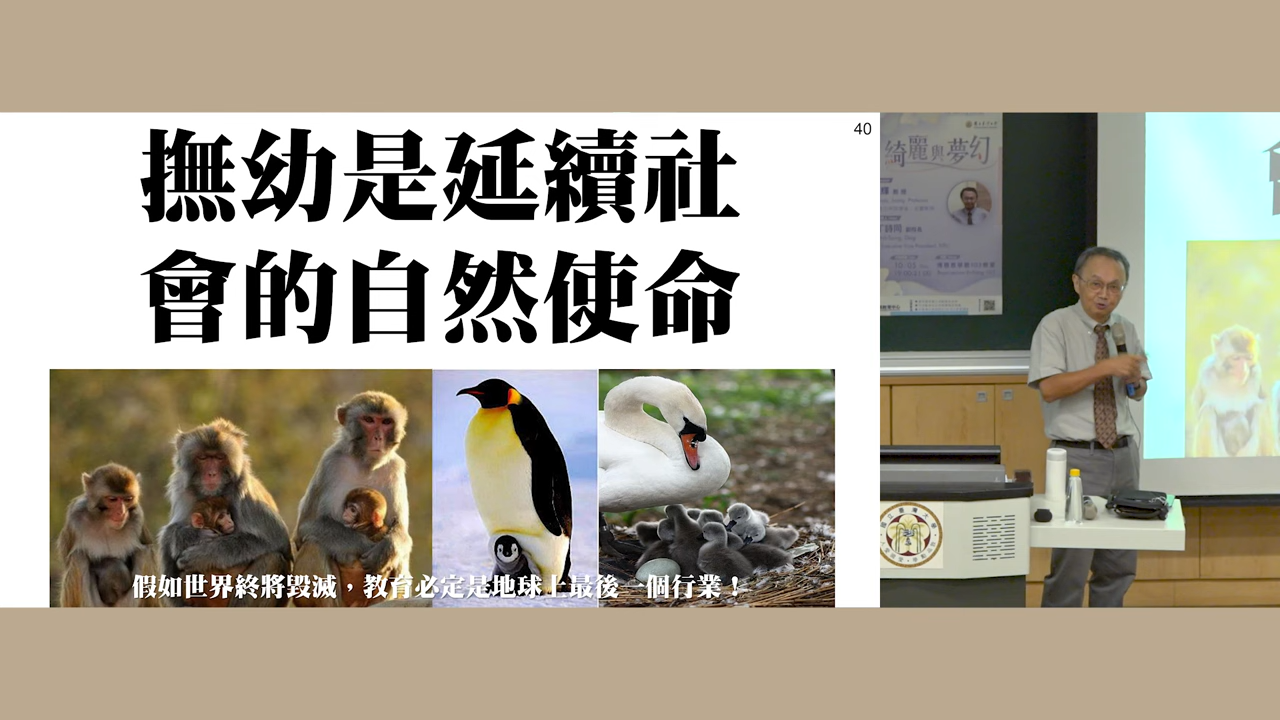 撫幼是延續社
會的自然使命
40
假如世界終將毀滅，教育必定是地球上最後一個行業！
綺麗與夢幻